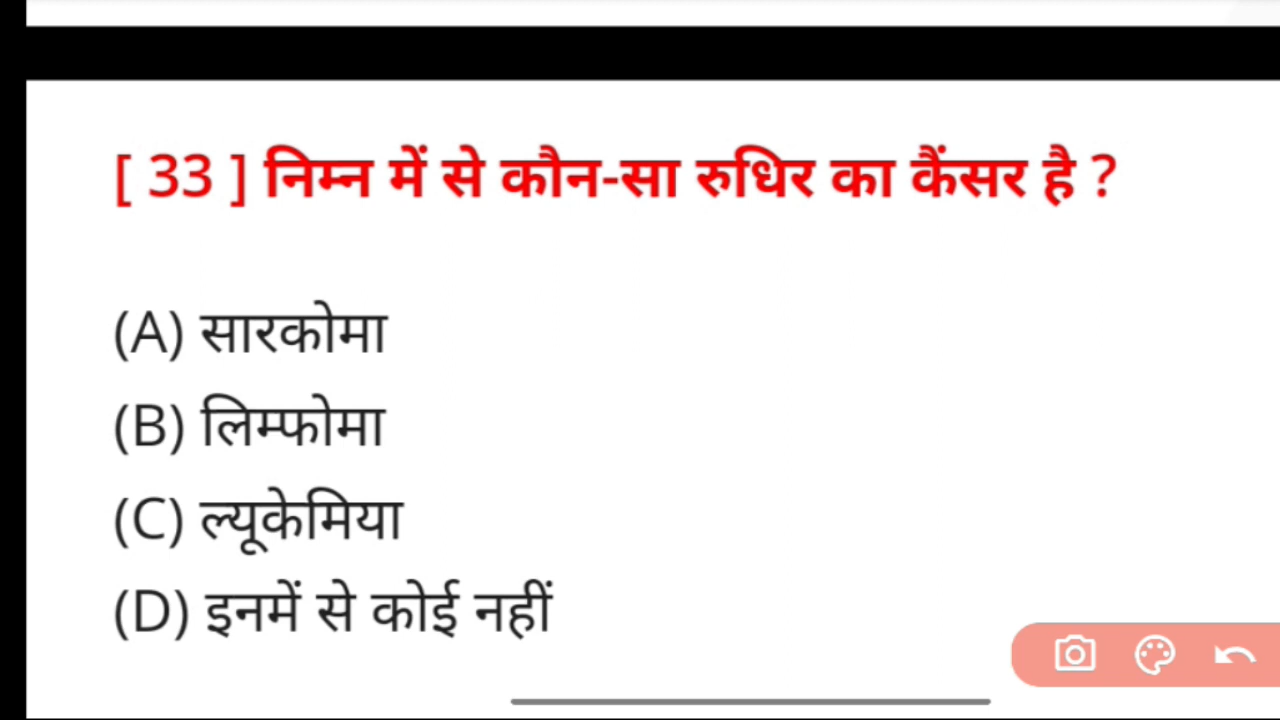 [ 33 ] निम्न में से कौन-सा रुधिर का कैंसर है ?
(A) सारकोमा
(B) लिम्फोमा
(C) ल्यूकेमिया
(D) इनमें से कोई नहीं